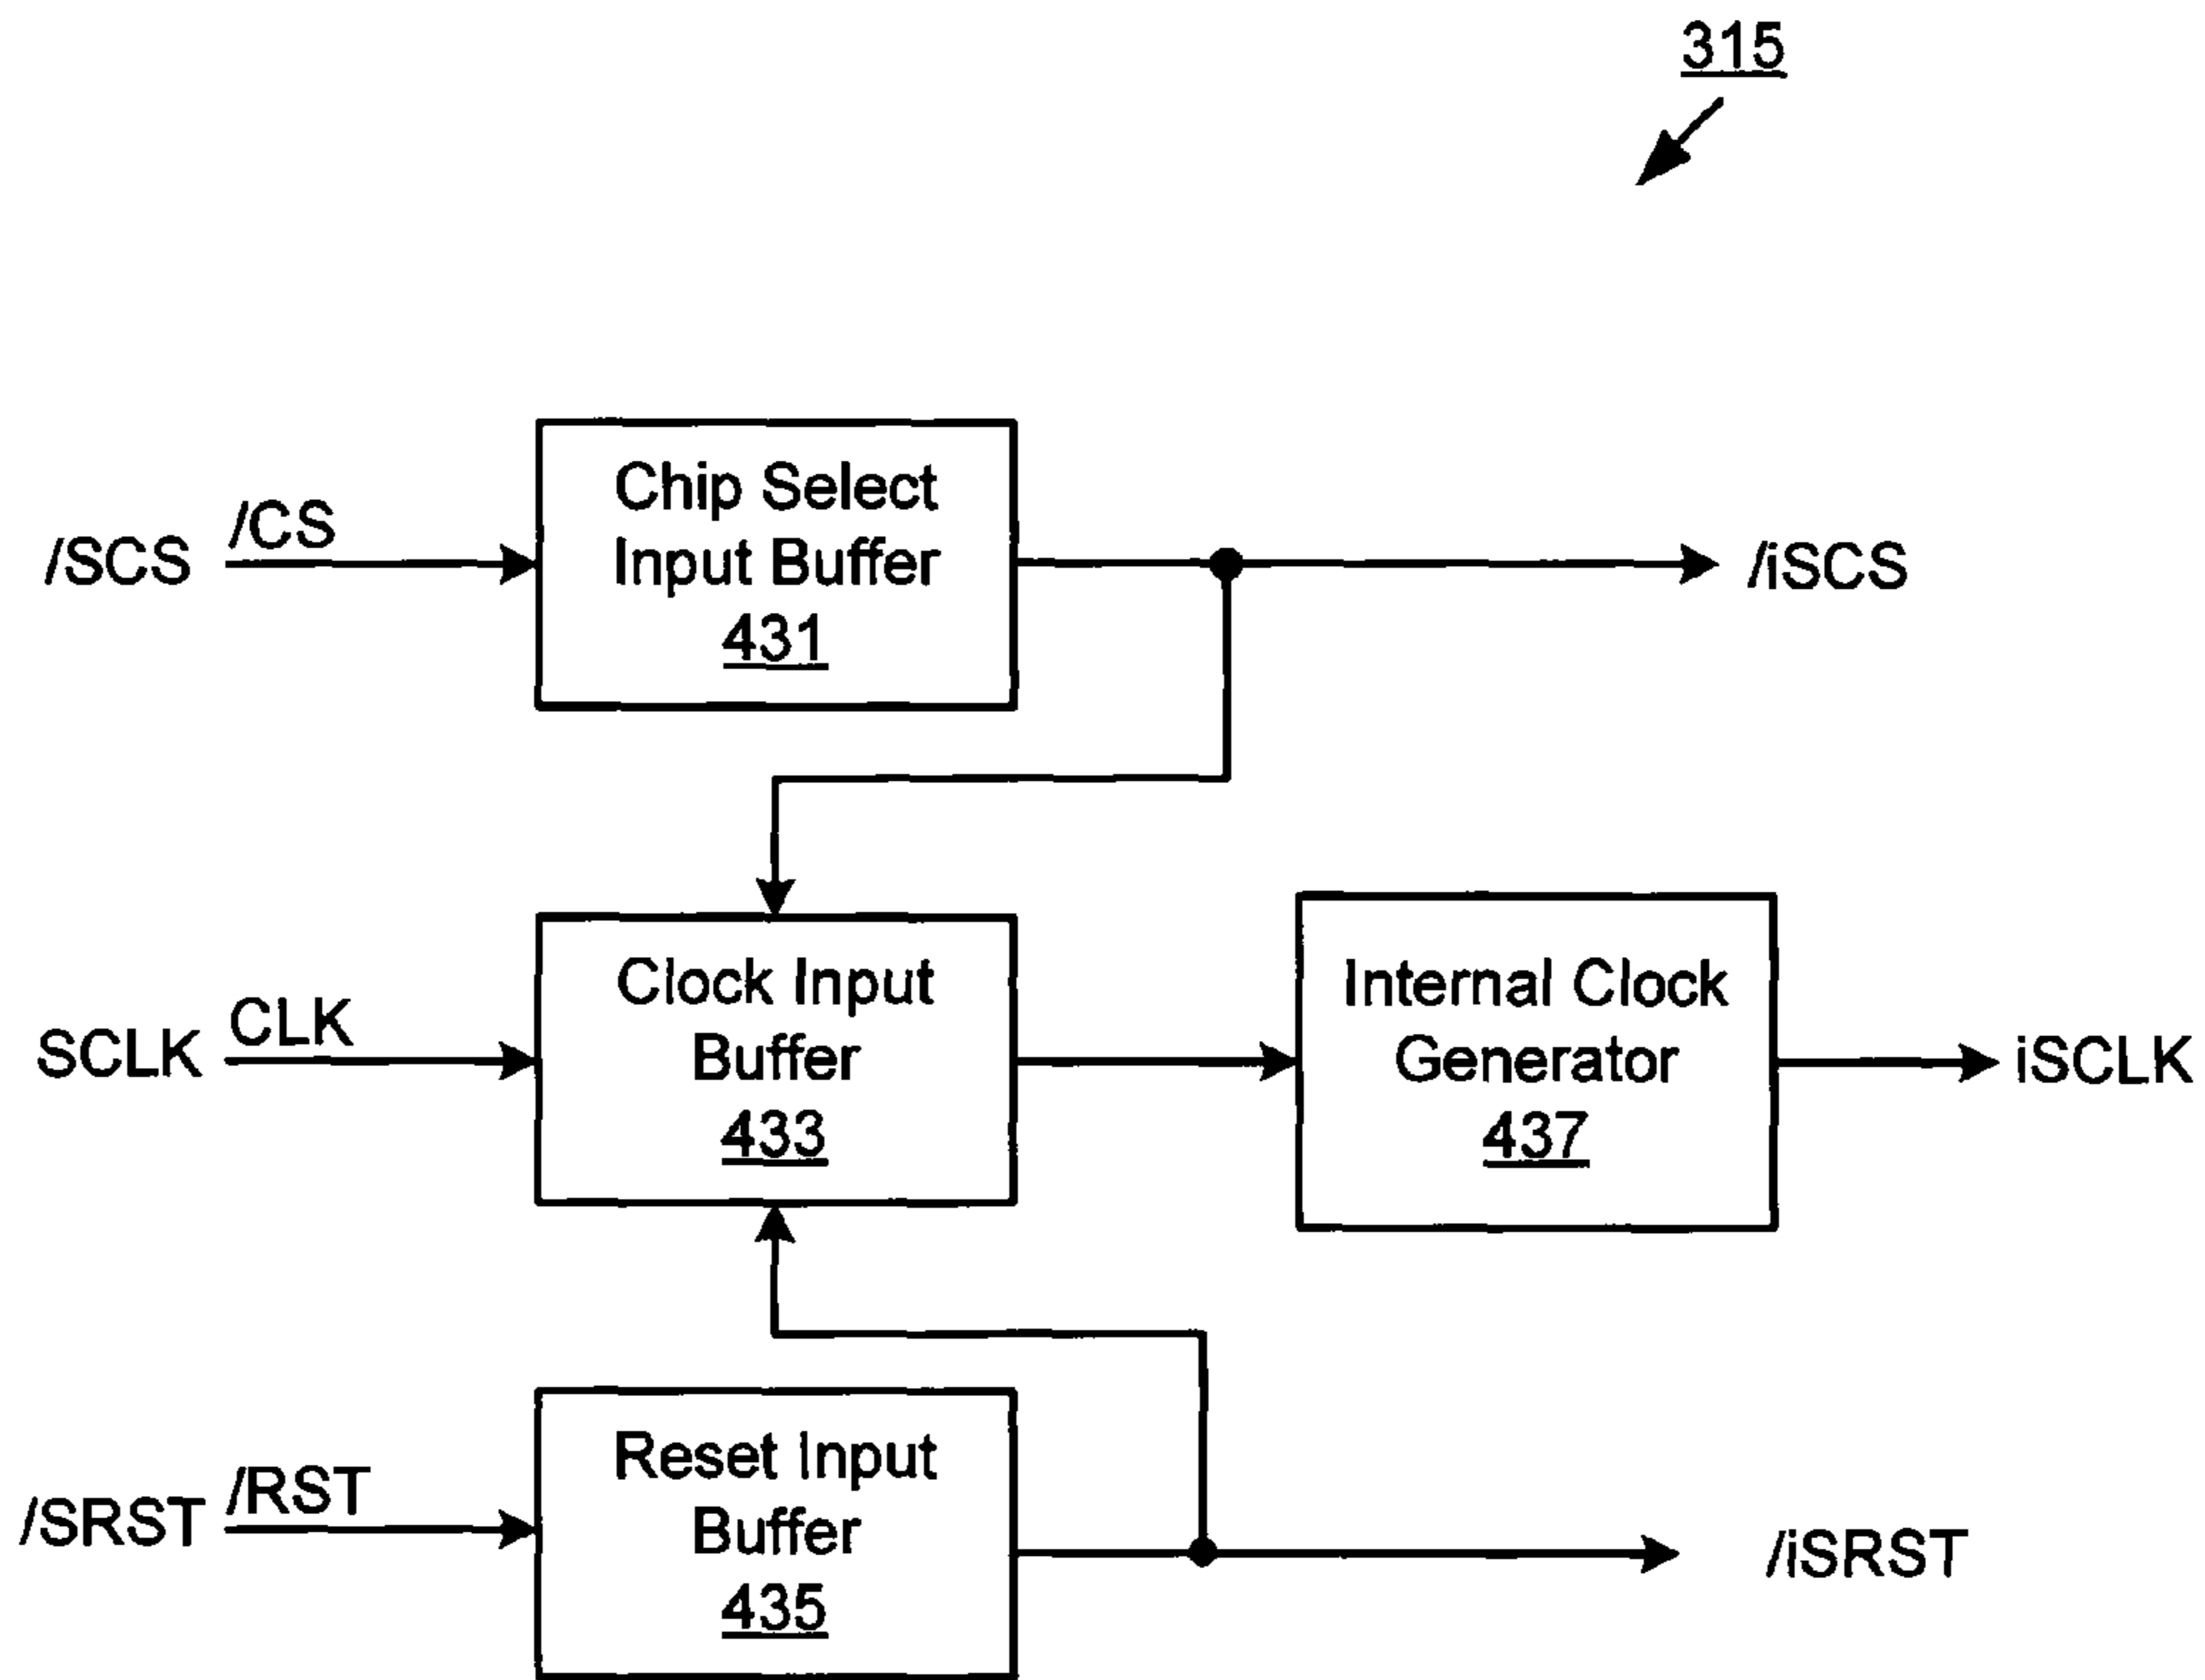 315
Chip Select
Input Buffer
431
/SCS
/CS
/iSCS
Clock Input
Buffer
433
SCLK
CLK
Internal Clock
Generator
437
iSCLK
Reset Input
Buffer
435
/SRST
/RST
/iSRST